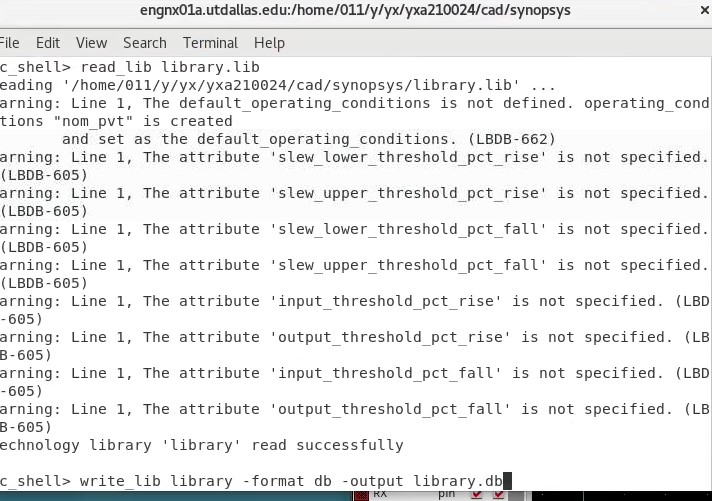 engnx01a.utdallas.edu:/home/011/y/yx/yxa210024/cad/synopsys
File Edit View Search Terminal Help
c_shell> read_lib library.lib
eading '/home/011/y/yx/yxa210024/cad/synopsys/library.lib' ...
arning: Line 1, The default_operating_conditions is not defined. operating_cond
tions "nom_pvt" is created
and set as the default_operating_conditions. (LBDB-662)
arning: Line 1, The attribute 'slew_lower_threshold_pct_rise' is not specified.
(LBDB-605)
arning: Line 1, The attribute 'slew_upper_threshold_pct_rise' is not specified.
(LBDB-605)
arning: Line 1, The attribute 'slew_lower_threshold_pct_fall' is not specified.
(LBDB-605)
arning: Line 1, The attribute 'slew_upper_threshold_pct_fall' is not specified.
(LBDB-605)
arning: Line 1, The attribute 'input_threshold_pct_rise' is not specified. (LBD
-605)
arning: Line 1, The attribute 'output_threshold_pct_rise' is not specified. (LB
B-605)
arning: Line 1, The attribute 'input_threshold_pct_fall' is not specified. (LBD
-605)
arning: Line 1, The attribute 'output_threshold_pct_fall' is not specified. (LB
B-605)
echnology library 'library' read successfully
c_shell> write_lib library -format db -output library.db
RX pin